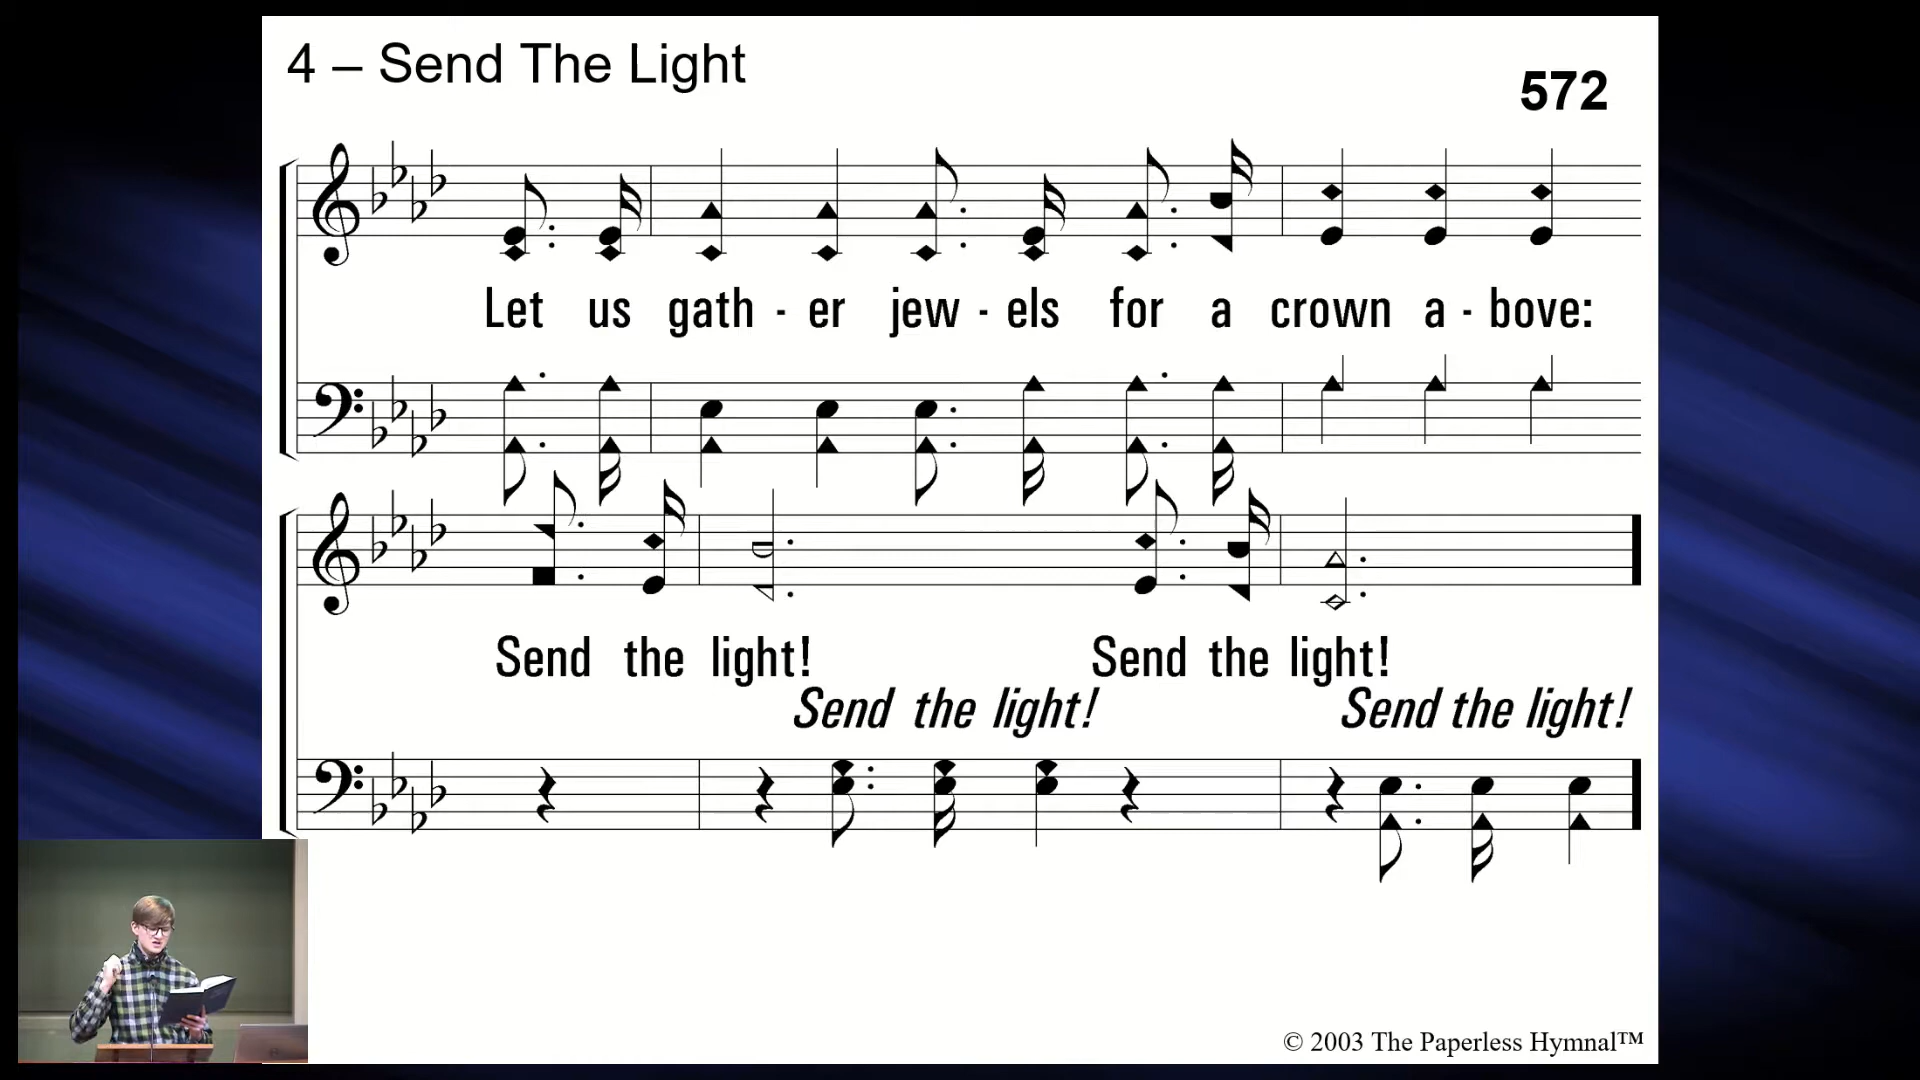 4 – Send The Light
572
Let us gath - er jew - els for a crown a - bove:
Send the light! Send the light!
Send the light! Send the light!
© 2003 The Paperless Hymnal™